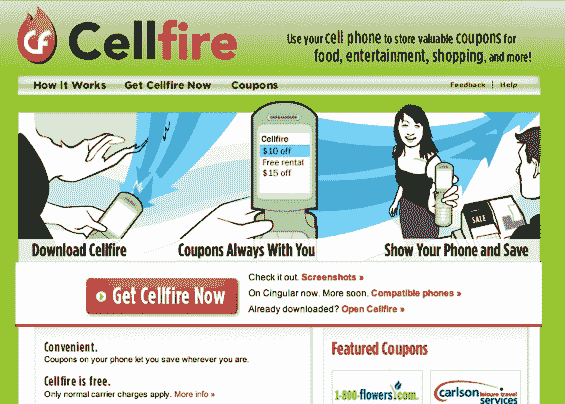 cf Cellfire
Use your cell phone to store valuable coupons for
food, entertainment, shopping, and more!
How It Works Get Cellfire Now Coupons
Feedback Help
Cellfire
$10 off
Free rental
$15 off
SALE
Download Cellfire
Coupons Always With You
Show Your Phone and Save
Get Cellfire Now
Check it out. Screenshots »
On Cingular now. More soon. Compatible phones »
Already downloaded? Open Cellfire »
Convenient.
Coupons on your phone let you save wherever you are.
Cellfire is free.
Only normal carrier charges apply. More info »
Featured Coupons
1-800-flowers.com.
carlson leisure travel
services